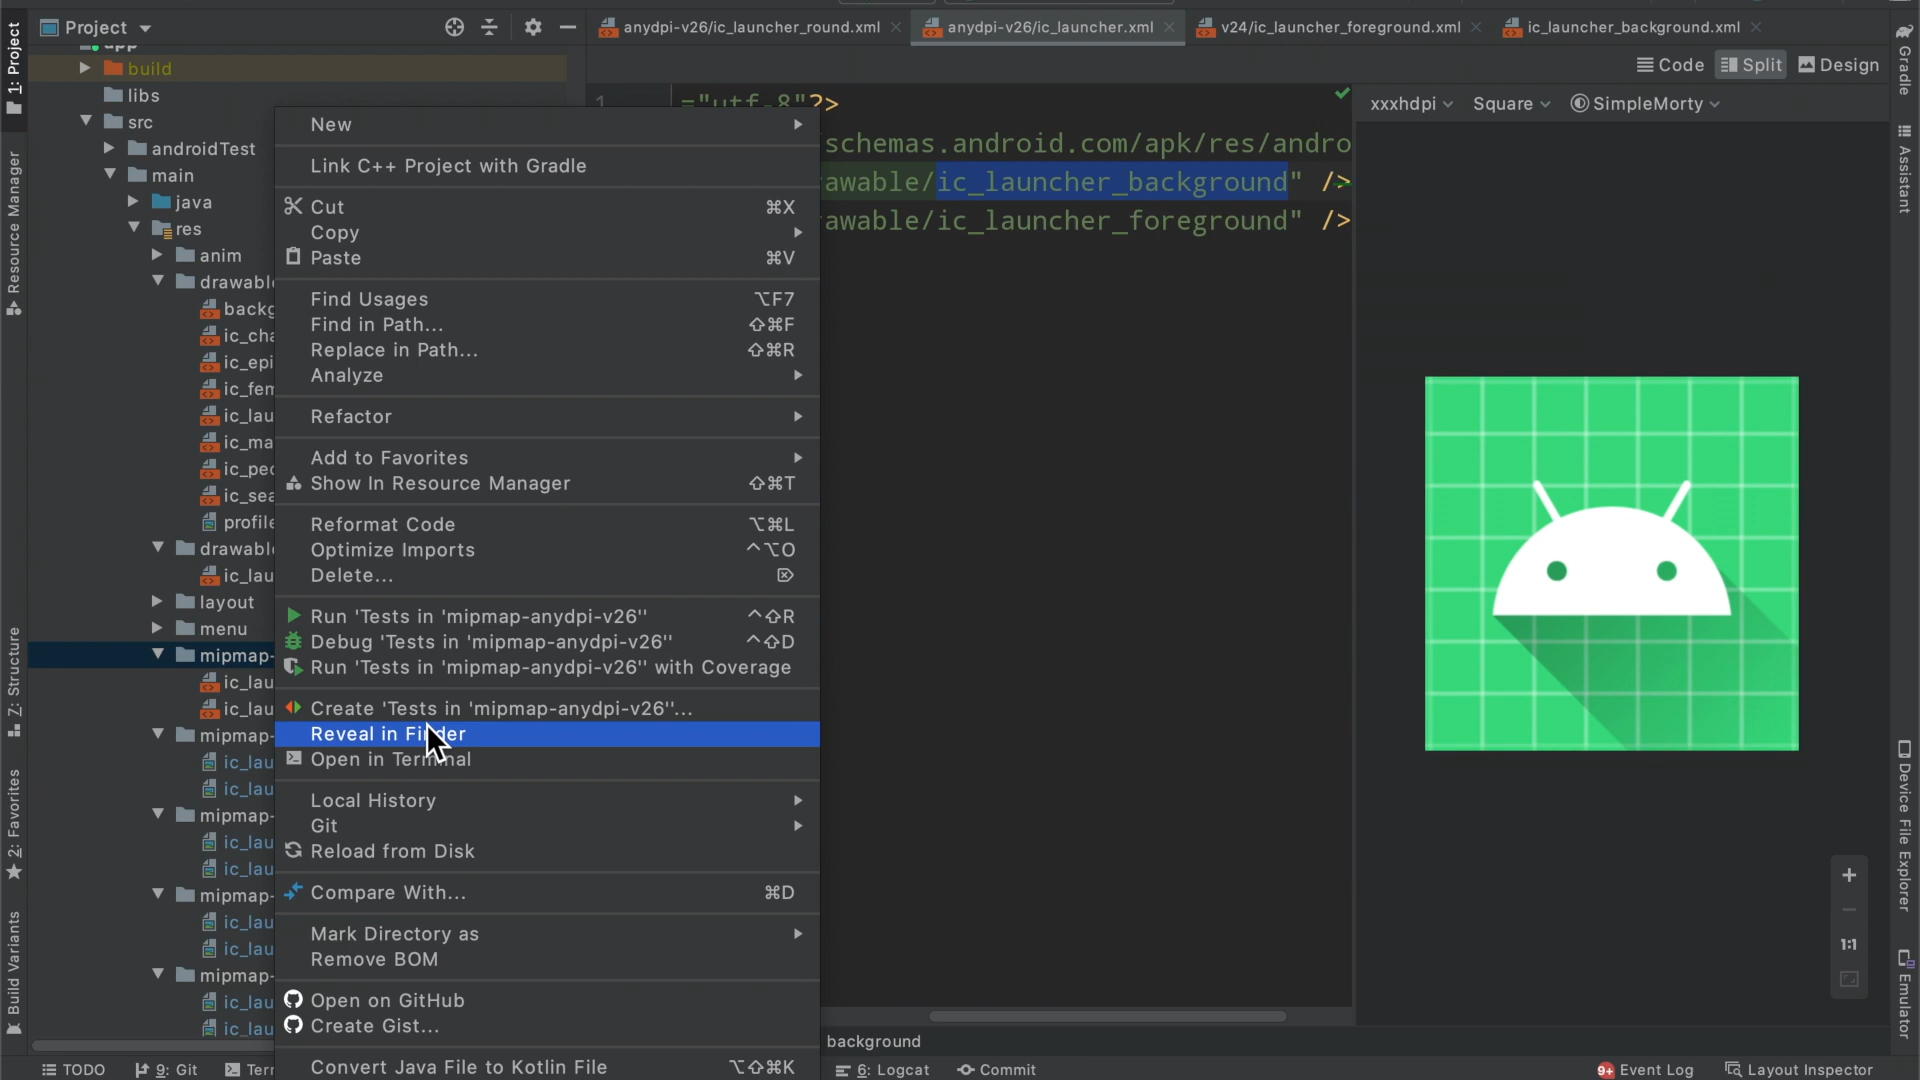 Project
anydpi-v26/ic_launcher_round.xml
anydpi-v26/ic_launcher.xml
v24/ic_launcher_foreground.xml
ic_launcher_background.xml
Code
Split
Design
1: Project
Resource Manager
Z: Structure
2: Favorites
Build Variants
app
build
libs
src
androidTest
main
java
res
anim
drawabl
backg
ic_cha
ic_epi
ic_fem
ic_lau
ic_ma
ic_peo
ic_sea
profile
drawabl
ic_lau
layout
menu
mipmap-
ic_lau
ic_lau
mipmap-
ic_lau
ic_lau
mipmap-
ic_lau
ic_lau
mipmap-
ic_lau
ic_lau
mipmap-
ic_lau
ic_lau
New
Link C++ Project with Gradle
Cut ⌘X
Copy
Paste ⌘V
Find Usages ⌥F7
Find in Path... ⇧⌘F
Replace in Path... ⇧⌘R
Analyze
Refactor
Add to Favorites
Show In Resource Manager ⇧⌘T
Reformat Code ⌥⌘L
Optimize Imports ^⌥O
Delete... ⌦
Run 'Tests in 'mipmap-anydpi-v26'' ^⇧R
Debug 'Tests in 'mipmap-anydpi-v26'' ^⇧D
Run 'Tests in 'mipmap-anydpi-v26'' with Coverage
Create 'Tests in 'mipmap-anydpi-v26''...
Reveal in Finder
Open in Terminal
Local History
Git
Reload from Disk
Compare With... ⌘D
Mark Directory as
Remove BOM
Open on GitHub
Create Gist...
Convert Java File to Kotlin File ⌥⇧⌘K
1
="utf-8"?>
schemas.android.com/apk/res/andro
awable/ic_launcher_background" />
awable/ic_launcher_foreground" />
background
xxxhdpi
Square
SimpleMorty
1:1
Gradle
Assistant
Device File Explorer
Emulator
TODO
9: Git
Ter
6: Logcat
Commit
9+ Event Log
Layout Inspector